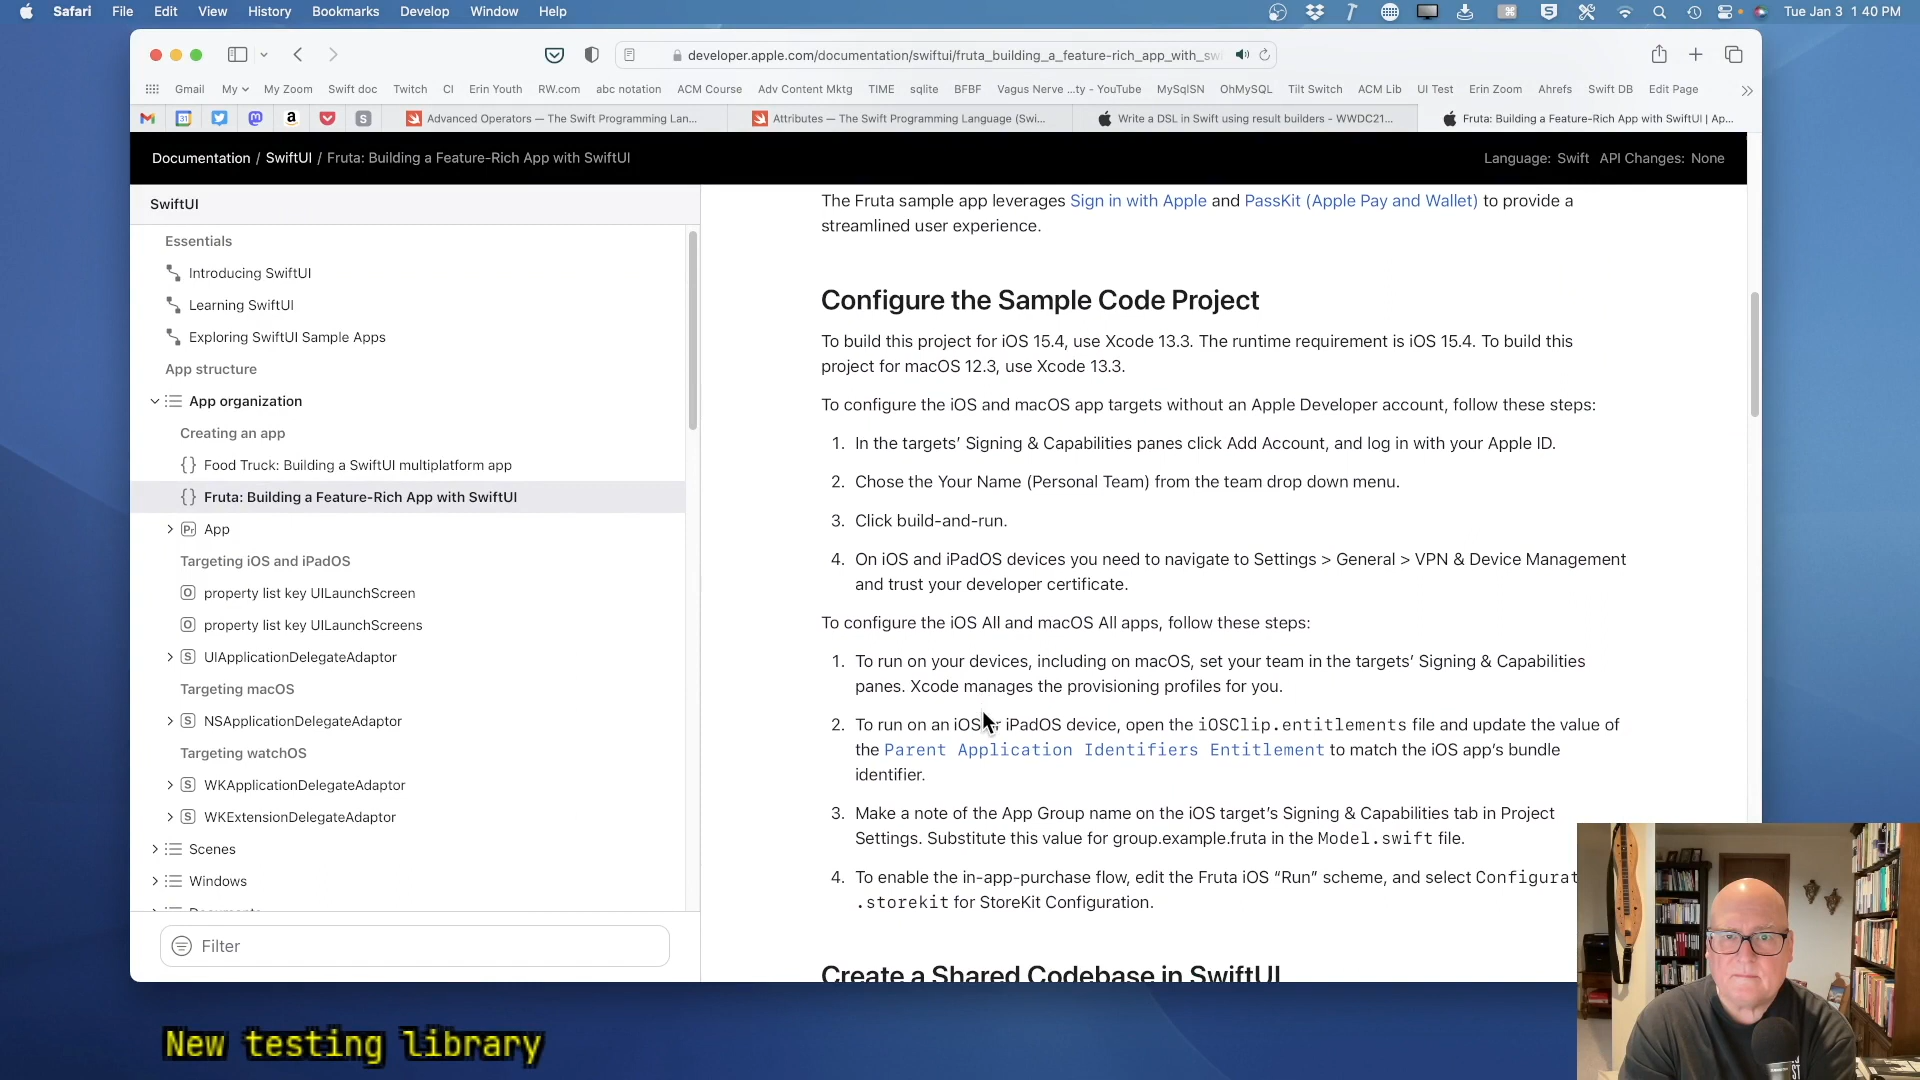 Safari File Edit View History Bookmarks Develop Window Help
Tue Jan 3 1 40 PM
developer.apple.com/documentation/swiftui/fruta_building_a_feature-rich_app_with_sw
Gmail My My Zoom Swift doc Twitch CI Erin Youth RW.com abc notation ACM Course Adv Content Mktg TIME sqlite BFBF Vagus Nerve ...ty - YouTube MySqlSN OhMySQL Tilt Switch ACM Lib UI Test Erin Zoom Ahrefs Swift DB Edit Page
31 a S Advanced Operators — The Swift Programming Lan... Attributes — The Swift Programming Language (Swi... Write a DSL in Swift using result builders - WWDC21... Fruta: Building a Feature-Rich App with SwiftUI | Ap...
Documentation / SwiftUI / Fruta: Building a Feature-Rich App with SwiftUI
Language: Swift API Changes: None
SwiftUI
Essentials
Introducing SwiftUI
Learning SwiftUI
Exploring SwiftUI Sample Apps
App structure
App organization
Creating an app
{} Food Truck: Building a SwiftUI multiplatform app
{} Fruta: Building a Feature-Rich App with SwiftUI
Pr App
Targeting iOS and iPadOS
O property list key UILaunchScreen
O property list key UILaunchScreens
S UIApplicationDelegateAdaptor
Targeting macOS
S NSApplicationDelegateAdaptor
Targeting watchOS
S WKApplicationDelegateAdaptor
S WKExtensionDelegateAdaptor
Scenes
Windows
Filter
The Fruta sample app leverages Sign in with Apple and PassKit (Apple Pay and Wallet) to provide a
streamlined user experience.
Configure the Sample Code Project
To build this project for iOS 15.4, use Xcode 13.3. The runtime requirement is iOS 15.4. To build this
project for macOS 12.3, use Xcode 13.3.
To configure the iOS and macOS app targets without an Apple Developer account, follow these steps:
1. In the targets’ Signing & Capabilities panes click Add Account, and log in with your Apple ID.
2. Chose the Your Name (Personal Team) from the team drop down menu.
3. Click build-and-run.
4. On iOS and iPadOS devices you need to navigate to Settings > General > VPN & Device Management
and trust your developer certificate.
To configure the iOS All and macOS All apps, follow these steps:
1. To run on your devices, including on macOS, set your team in the targets’ Signing & Capabilities
panes. Xcode manages the provisioning profiles for you.
2. To run on an iOS r iPadOS device, open the iOSClip.entitlements file and update the value of
the Parent Application Identifiers Entitlement to match the iOS app’s bundle
identifier.
3. Make a note of the App Group name on the iOS target’s Signing & Capabilities tab in Project
Settings. Substitute this value for group.example.fruta in the Model.swift file.
4. To enable the in-app-purchase flow, edit the Fruta iOS “Run” scheme, and select Configurat
.storekit for StoreKit Configuration.
Create a Shared Codebase in SwiftUI
New testing library